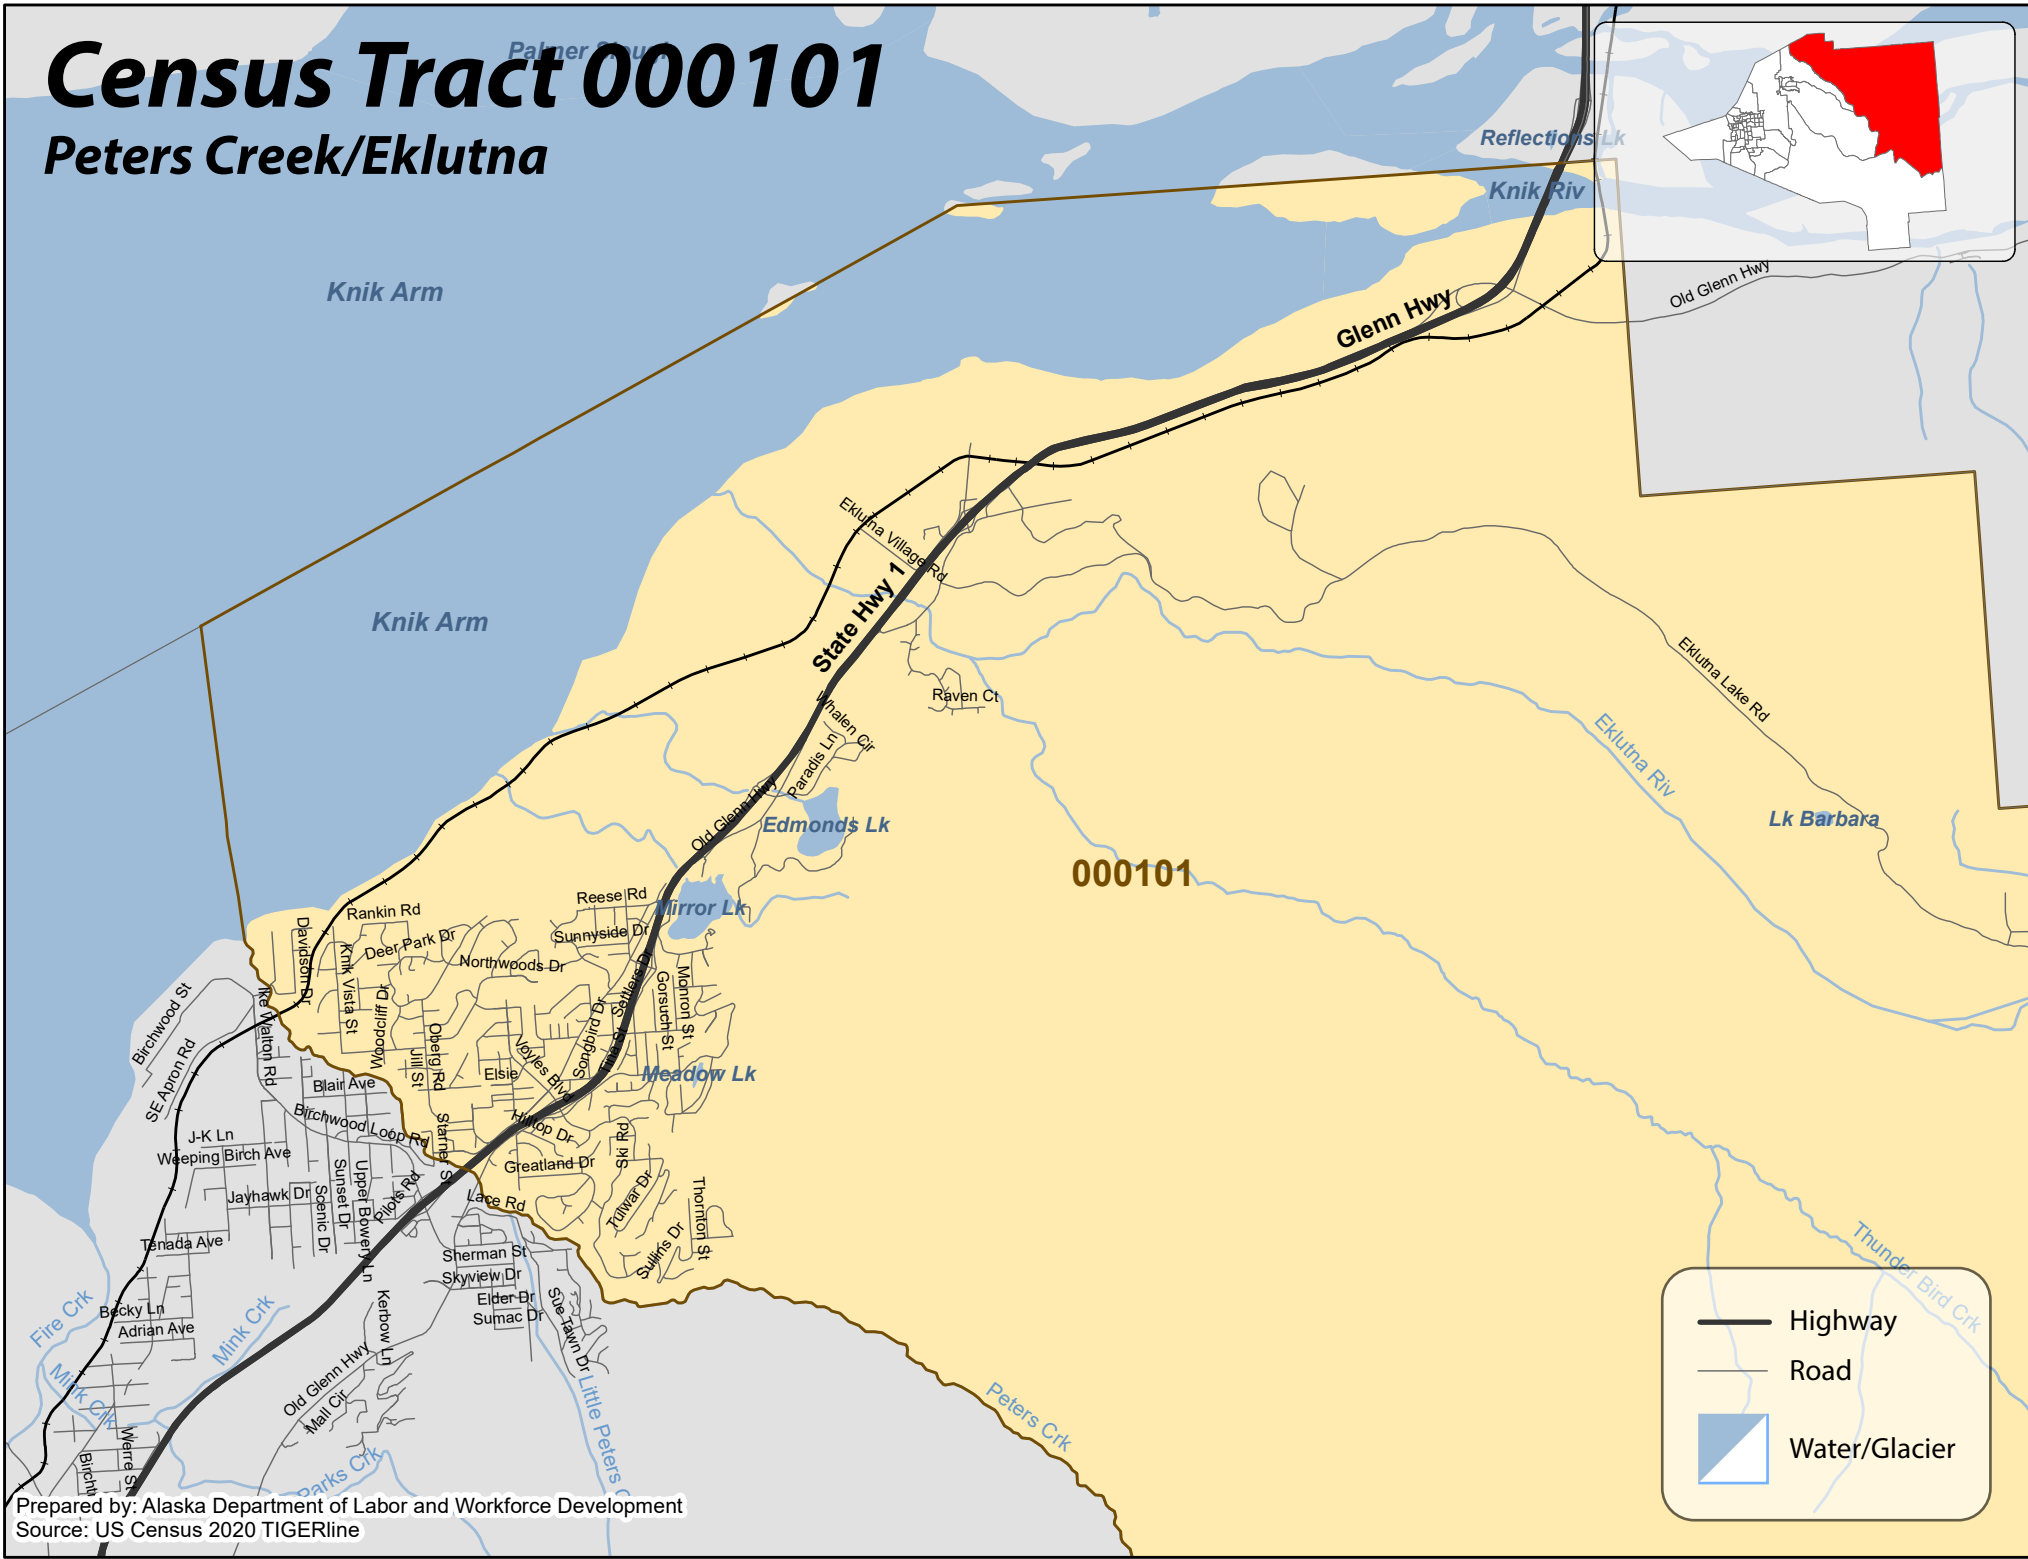 Census Tract 000101
Peters Creek/Eklutna
Palmer Slough
Reflections Lk
Knik Riv
Knik Arm
Old Glenn Hwy
Glenn Hwy
Eklutna Village Rd
State Hwy 1
Knik Arm
Eklutna Lake Rd
Raven Ct
Whalen Cir
Paradis Ln
Eklutna Riv
Old Glenn Hwy
Edmonds Lk
Lk Barbara
000101
Reese Rd
Mirror Lk
Rankin Rd
Sunnyside Dr
Deer Park Dr
Davidson Dr
Knik Vista St
Northwoods Dr
Settlers Dr
Gorsuch St
Monron St
Woodcliff Dr
Ike Walton Rd
Birchwood St
SE Apron Rd
Oberg Rd
Jill St
Voyles Blvd
Songbird Dr
Tina St
Elsie
Meadow Lk
Blair Ave
Birchwood Loop Rd
Starner St
Hilltop Dr
Ski Rd
J-K Ln
Weeping Birch Ave
Greatland Dr
Jayhawk Dr
Scenic Dr
Sunset Dr
Upper Bowery Ln
Pilots Rd
Lace Rd
Tulwar Dr
Thornton St
Sullins Dr
Tenada Ave
Sherman St
Skyview Dr
Elder Dr
Sumac Dr
Sue Tawn Dr
Kerbow Ln
Thunder Bird Crk
Fire Crk
Becky Ln
Adrian Ave
Mink Crk
Mink Crk
Old Glenn Hwy
Mall Cir
Little Peters C
Peters Crk
Werre St
Birchtr
Parks Crk
Highway
Road
Water/Glacier
Prepared by: Alaska Department of Labor and Workforce Development
Source: US Census 2020 TIGERline